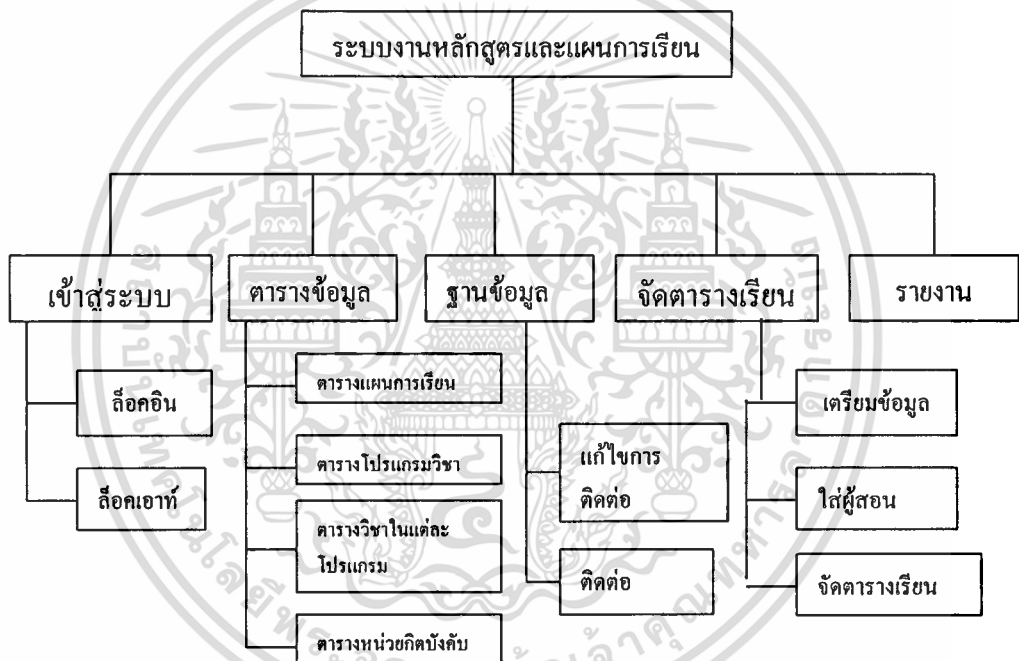 ระบบงานหลักสูตรและแผนการเรียน
เข้าสู่ระบบ
ตารางข้อมูล
ฐานข้อมูล
จัดตารางเรียน
รายงาน
ล็อคอิน
ล็อคเอาท์
ตารางแผนการเรียน
ตารางโปรแกรมวิชา
ตารางวิชาในแต่ละ
โปรแกรม
ตารางหน่วยกิตบังคับ
แก้ไขการ
ติดต่อ
ติดต่อ
เตรียมข้อมูล
ใส่ผู้สอน
จัดตารางเรียน